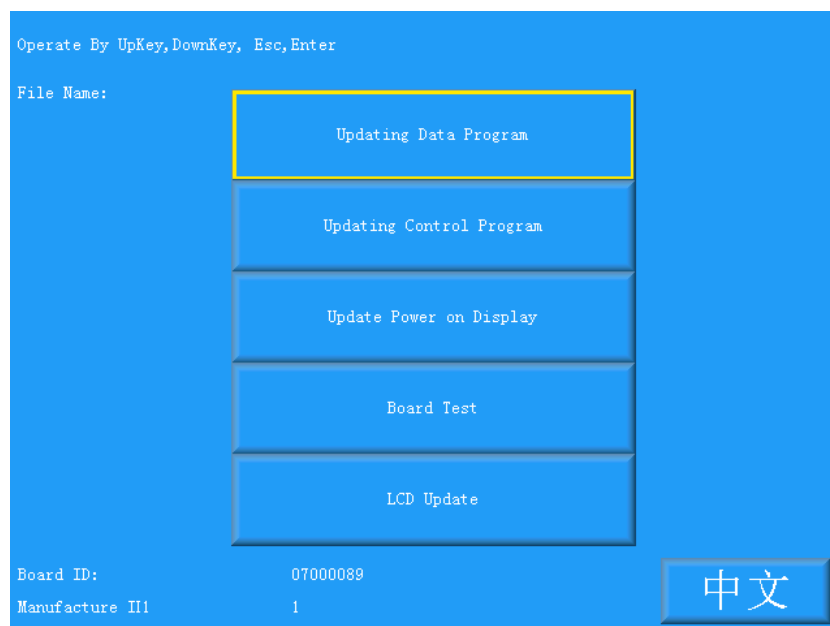 Operate By UpKey,DownKey, Esc,Enter
File Name:
Updating Data Program
Updating Control Program
Update Power on Display
Board Test
LCD Update
Board ID: 07000089
Manufacture II1 1
中文